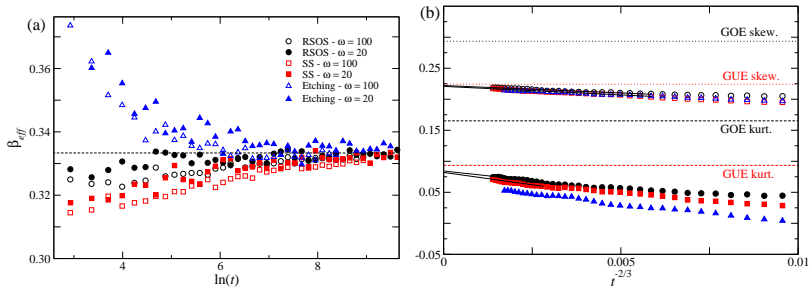 (a)
0.36
0.34
0.32
0.30
β_eff
4
6
8
ln(t)
RSOS - ω = 100
RSOS - ω = 20
SS - ω = 100
SS - ω = 20
Etching - ω = 100
Etching - ω = 20
(b)
0.25
0.15
0.05
-0.05
GOE skew.
GUE skew.
GOE kurt.
GUE kurt.
0
0.005
0.01
t^{-2/3}